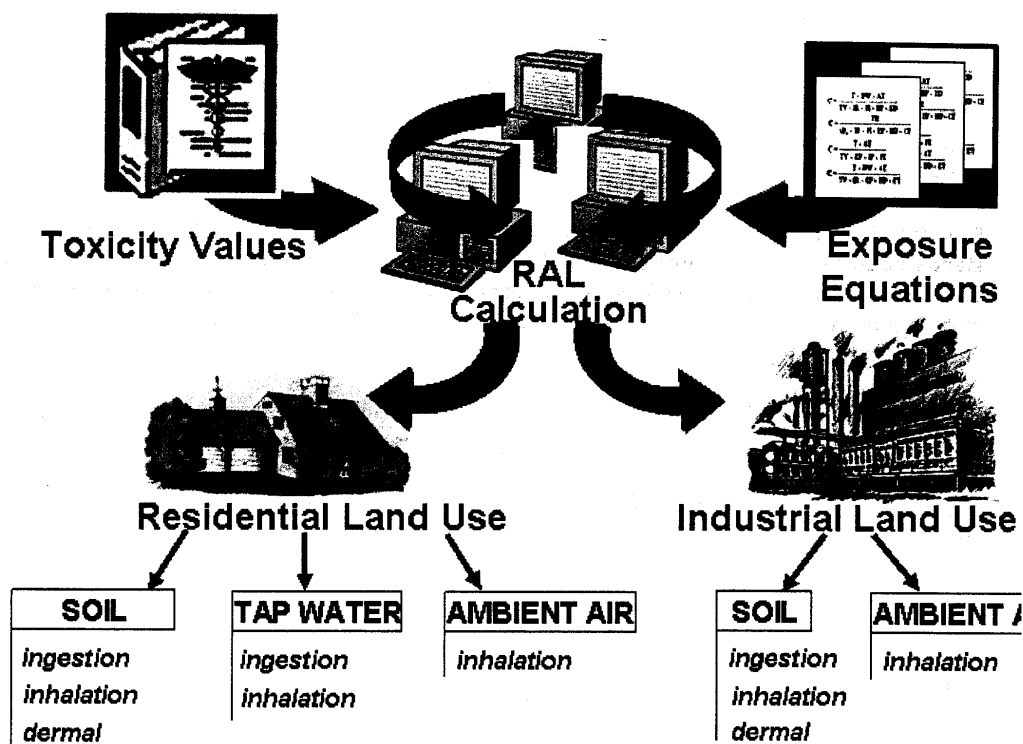 Toxicity Values
RAL
Calculation
Exposure
Equations
Residential Land Use
Industrial Land Use
SOIL
ingestion
inhalation
dermal
TAP WATER
ingestion
inhalation
AMBIENT AIR
inhalation
SOIL
ingestion
inhalation
dermal
AMBIENT A
inhalation